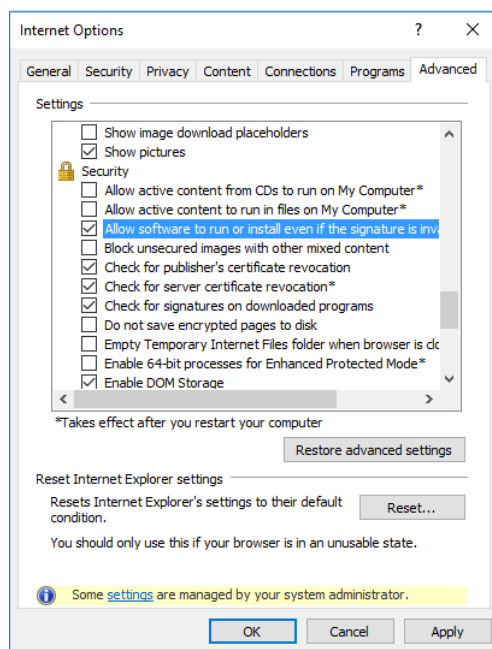 Internet Options
General Security Privacy Content Connections Programs Advanced
Settings
Show image download placeholders
Show pictures
Security
Allow active content from CDs to run on My Computer*
Allow active content to run in files on My Computer*
Allow software to run or install even if the signature is inva
Block unsecured images with other mixed content
Check for publisher's certificate revocation
Check for server certificate revocation*
Check for signatures on downloaded programs
Do not save encrypted pages to disk
Empty Temporary Internet Files folder when browser is clo
Enable 64-bit processes for Enhanced Protected Mode*
Enable DOM Storage
*Takes effect after you restart your computer
Restore advanced settings
Reset Internet Explorer settings
Resets Internet Explorer's settings to their default
condition.
Reset...
You should only use this if your browser is in an unusable state.
Some settings are managed by your system administrator.
OK Cancel Apply